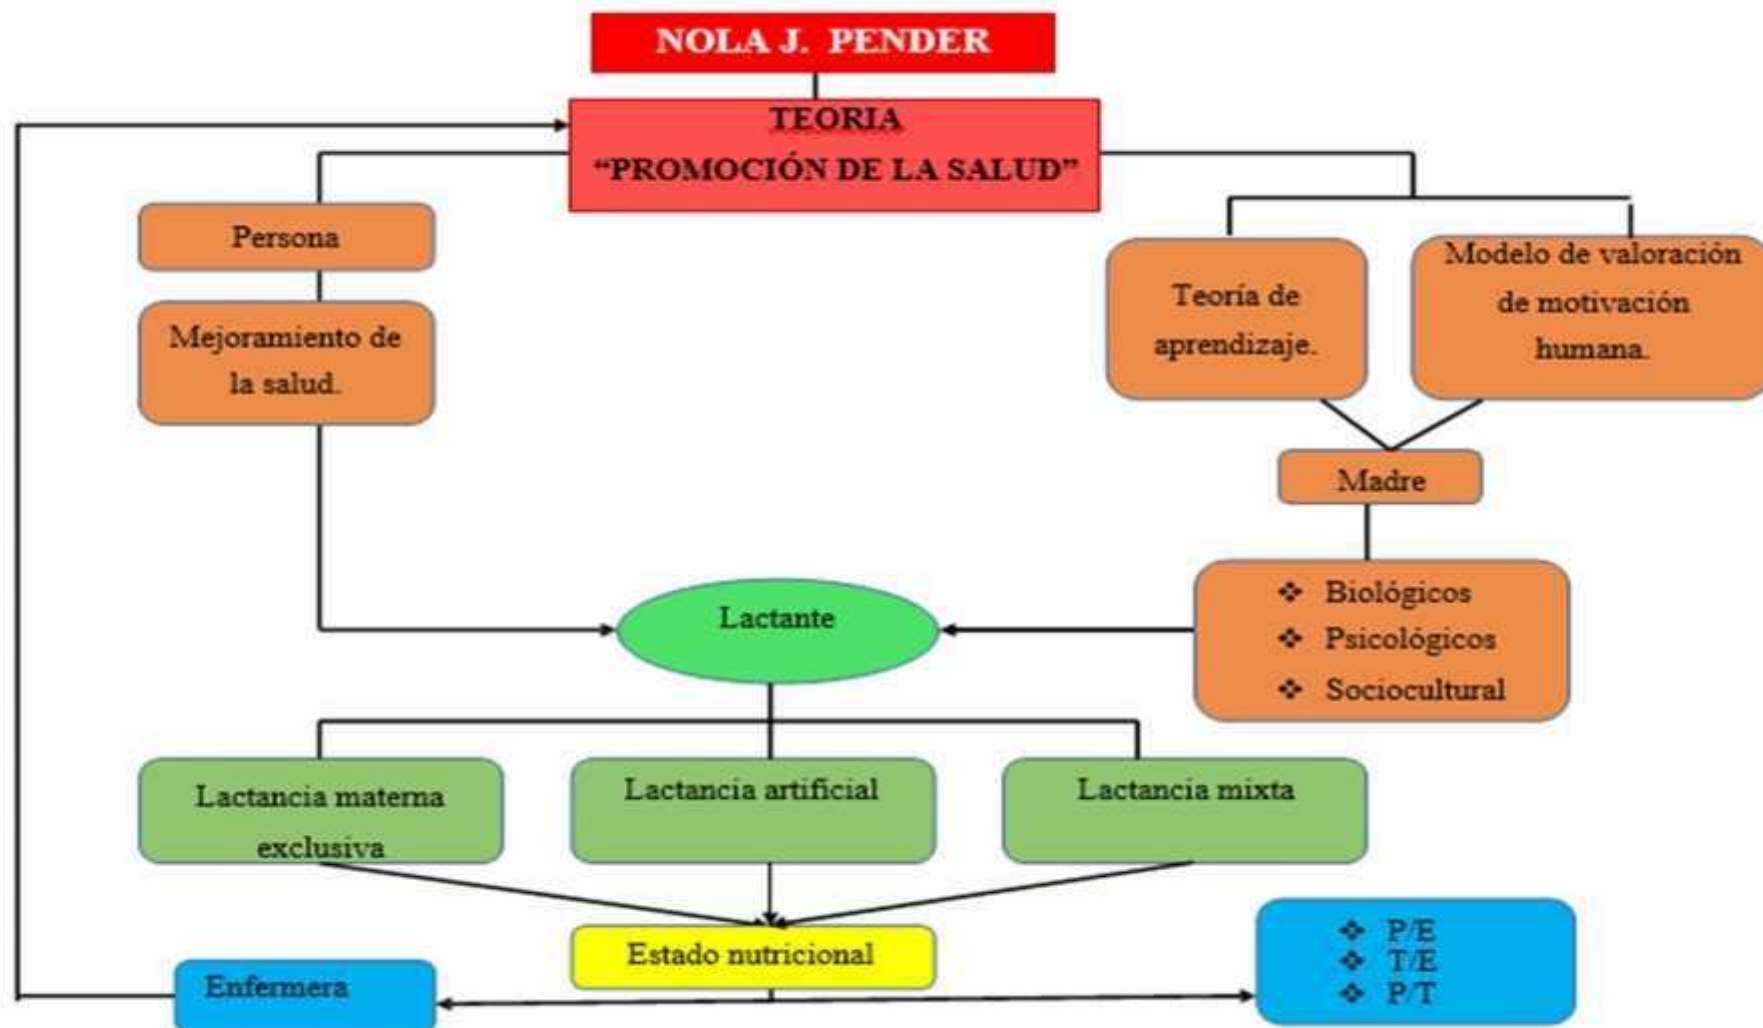 NOLA J. PENDER
TEORIA
“PROMOCIÓN DE LA SALUD”
Persona
Mejoramiento de
la salud.
Teoría de
aprendizaje.
Modelo de valoración
de motivación
humana.
Madre
❖ Biológicos
❖ Psicológicos
❖ Sociocultural
Lactante
Lactancia materna
exclusiva
Lactancia artificial
Lactancia mixta
Estado nutricional
Enfermera
❖ P/E
❖ T/E
❖ P/T